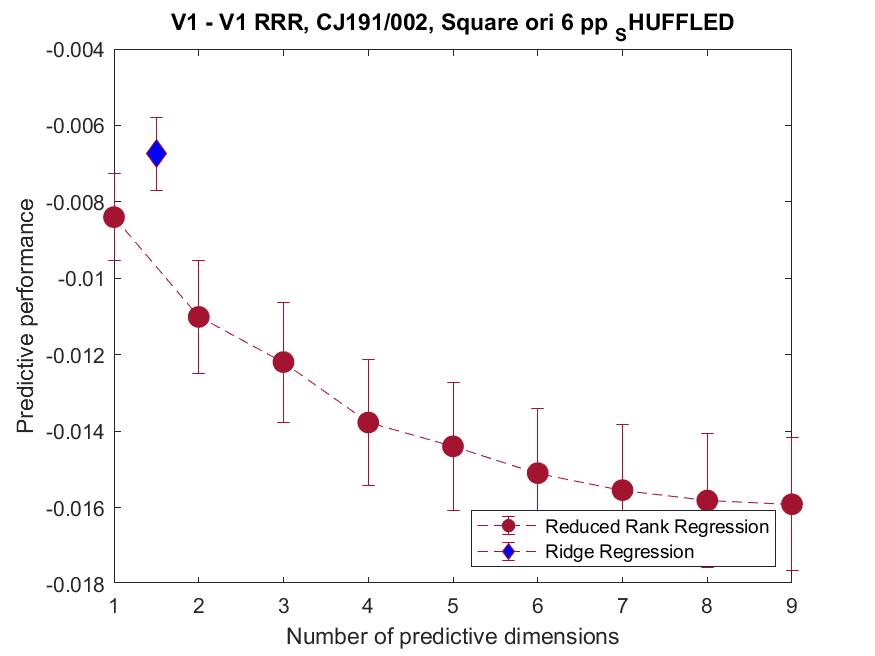 V1 - V1 RRR, CJ191/002, Square ori 6 pp SHUFFLED
-0.004
-0.006
-0.008
-0.01
-0.012
-0.014
-0.016
-0.018
Predictive performance
Reduced Rank Regression
Ridge Regression
1 2 3 4 5 6 7 8 9
Number of predictive dimensions